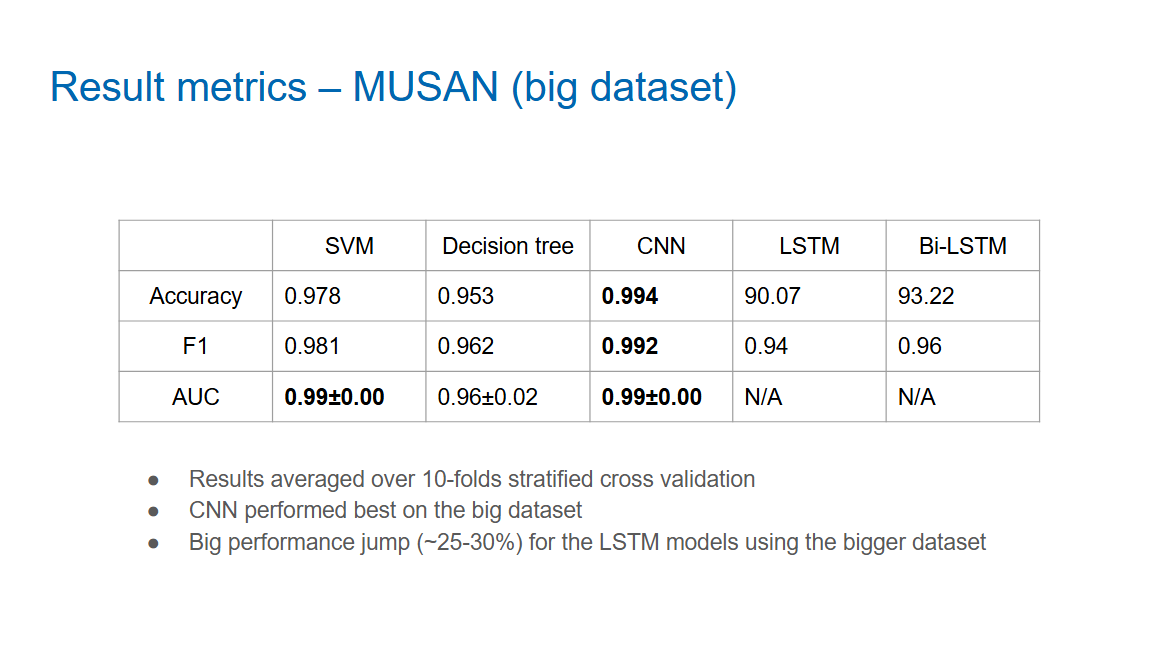 Result metrics – MUSAN (big dataset)
SVM Decision tree CNN LSTM Bi-LSTM
Accuracy 0.978 0.953 0.994 90.07 93.22
F1 0.981 0.962 0.992 0.94 0.96
AUC 0.99±0.00 0.96±0.02 0.99±0.00 N/A N/A
● Results averaged over 10-folds stratified cross validation
● CNN performed best on the big dataset
● Big performance jump (~25-30%) for the LSTM models using the bigger dataset